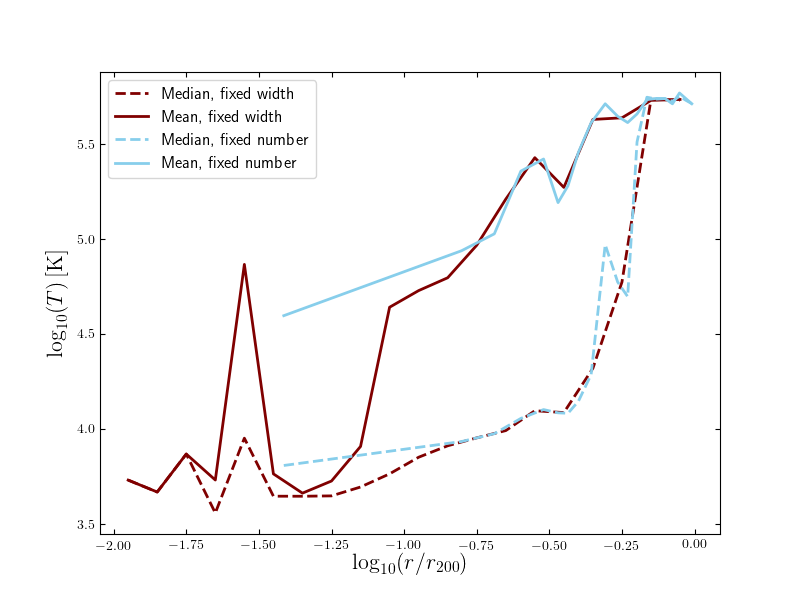 Median, fixed width
Mean, fixed width
Median, fixed number
Mean, fixed number
5.5
5.0
4.5
4.0
3.5
log₁₀(T) [K]
−2.00 −1.75 −1.50 −1.25 −1.00 −0.75 −0.50 −0.25 0.00
log₁₀(r/r₂₀₀)